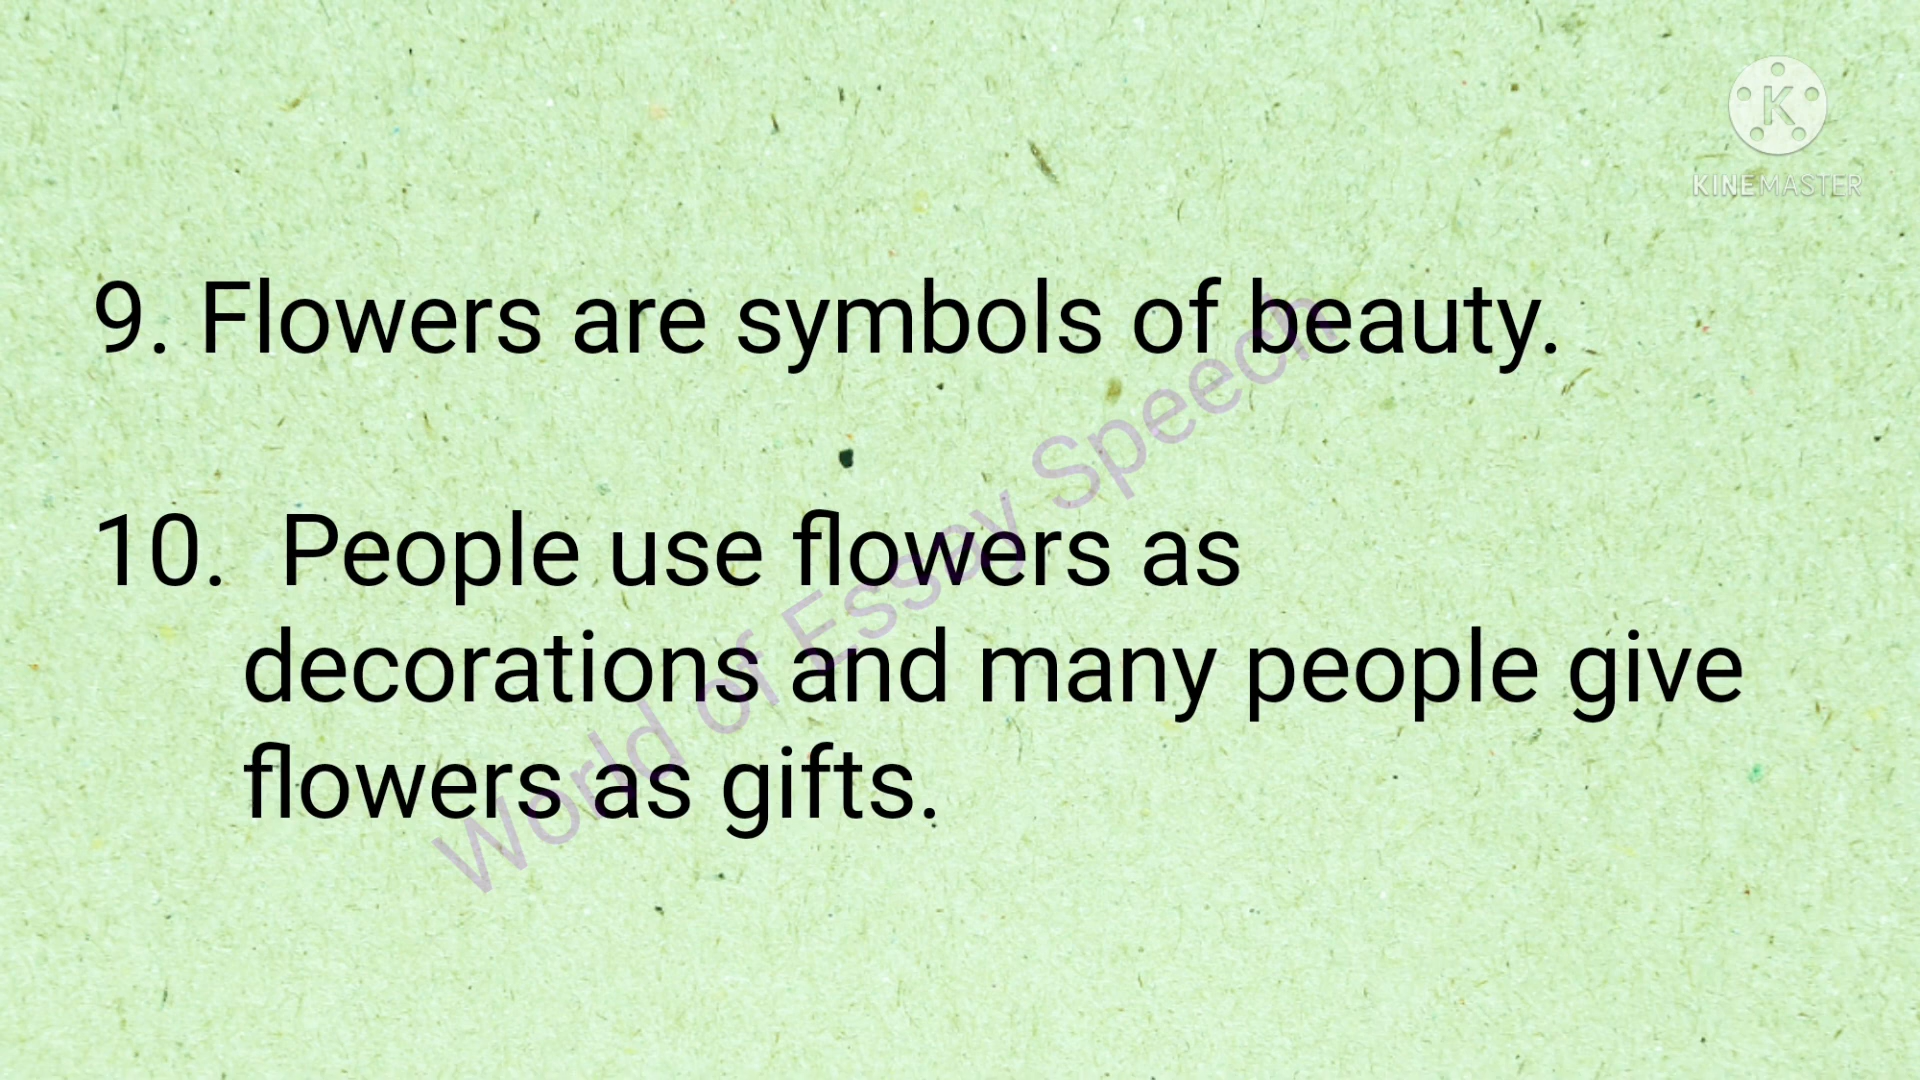 K
KINEMASTER
9. Flowers are symbols of beauty.
10. People use flowers as
decorations and many people give
flowers as gifts.
World of Essay Speech